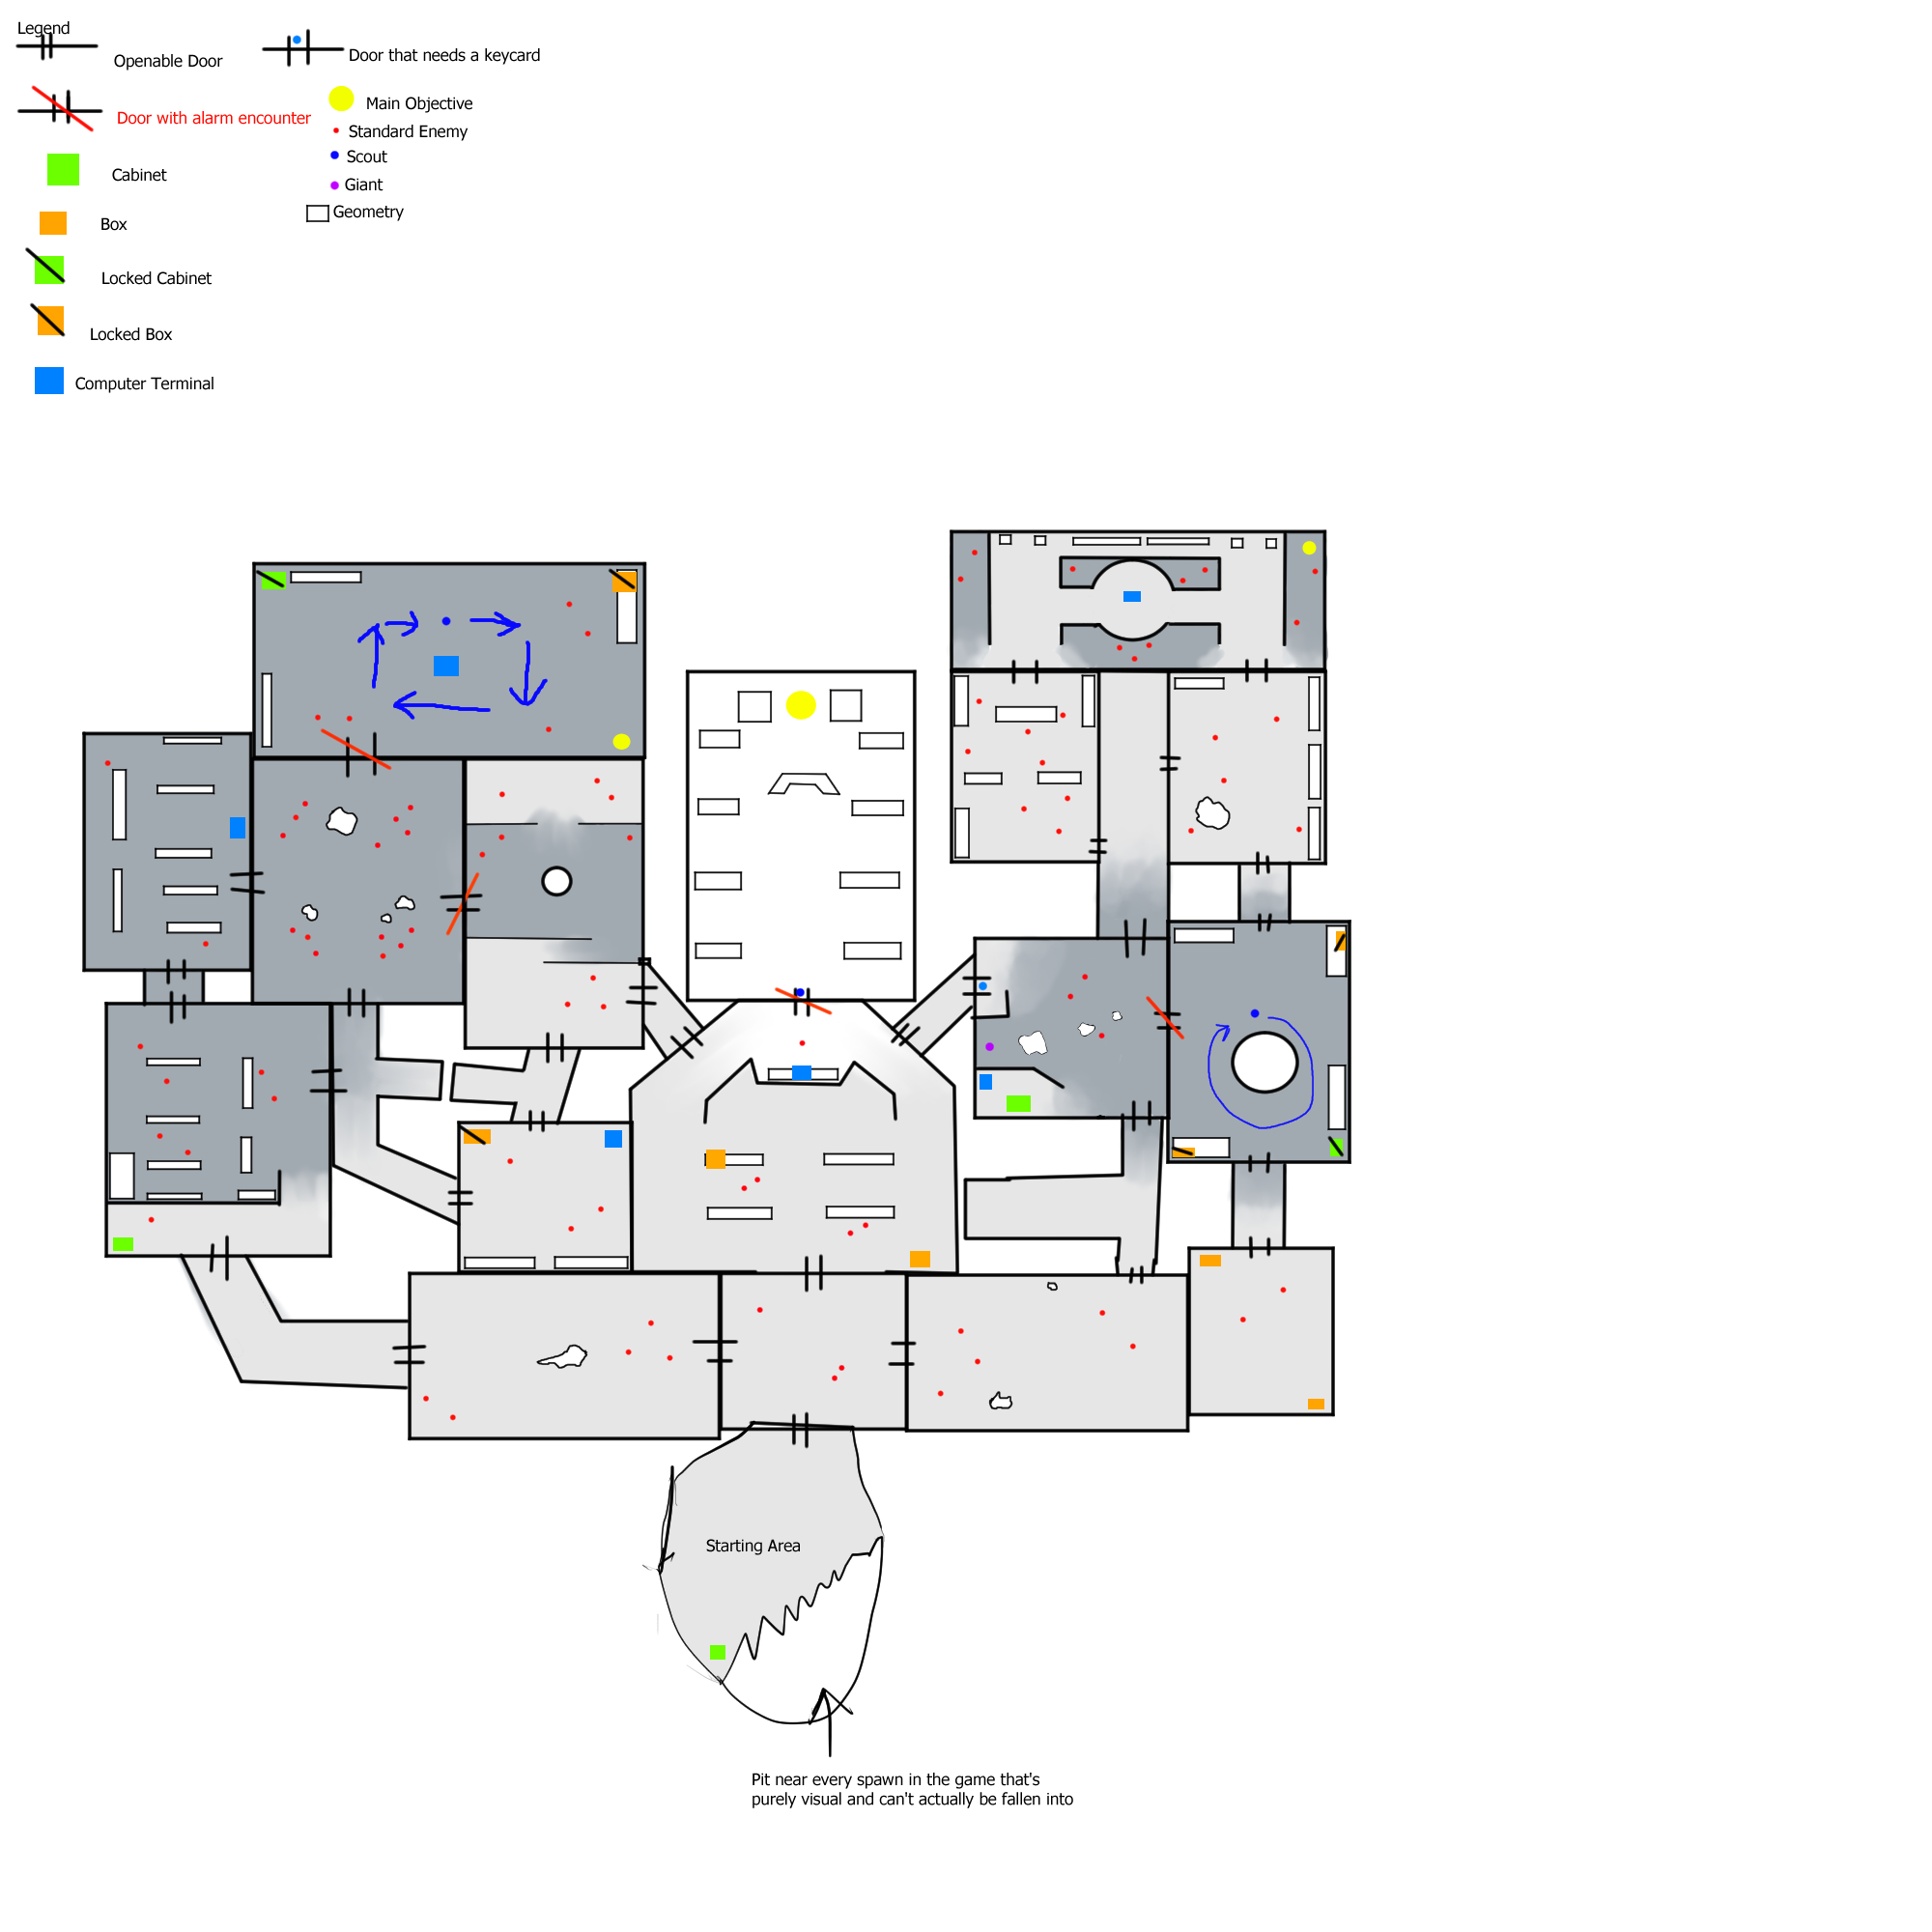 Legend
Openable Door
Door that needs a keycard
Main Objective
Door with alarm encounter
Standard Enemy
Scout
Cabinet
Giant
Geometry
Box
Locked Cabinet
Locked Box
Computer Terminal
Starting Area
Pit near every spawn in the game that's
purely visual and can't actually be fallen into